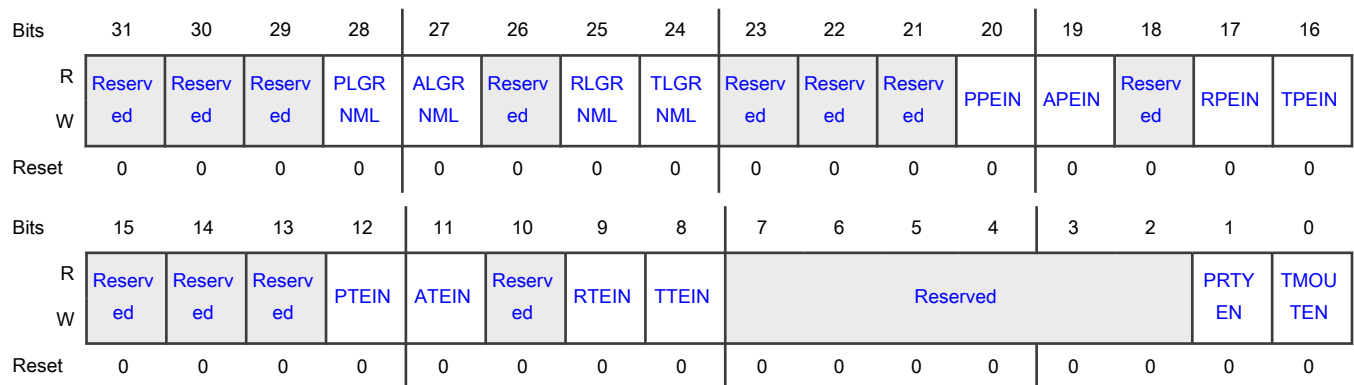 Bits 31 30 29 28 27 26 25 24 23 22 21 20 19 18 17 16
R Reserv Reserv Reserv PLGR ALGR Reserv RLGR TLGR Reserv Reserv Reserv PPEIN APEIN Reserv RPEIN TPEIN
W ed ed ed NML NML ed NML NML ed ed ed ed
Reset 0 0 0 0 0 0 0 0 0 0 0 0 0 0 0 0
Bits 15 14 13 12 11 10 9 8 7 6 5 4 3 2 1 0
R Reserv Reserv Reserv PTEIN ATEIN Reserv RTEIN TTEIN Reserved PRTY TMOU
W ed ed ed ed EN TEN
Reset 0 0 0 0 0 0 0 0 0 0 0 0 0 0 0 0